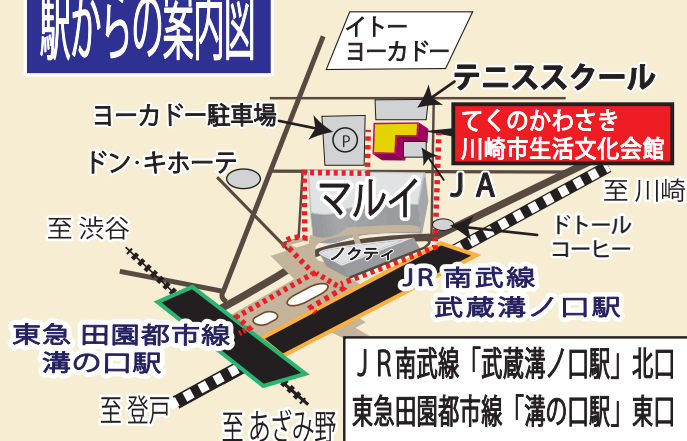 駅からの案内図
イトー
ヨーカドー
テニススクール
ヨーカドー駐車場
P
てくのかわさき
川崎市生活文化会館
ドン・キホーテ
JA
マルイ
至 川崎
至 渋谷
ドトール
コーヒー
ノクティ
JR 南武線
武蔵溝ノ口駅
東急 田園都市線
溝の口駅
至 登戸
至 あざみ野
JR南武線「武蔵溝ノ口駅」北口
東急田園都市線「溝の口駅」東口